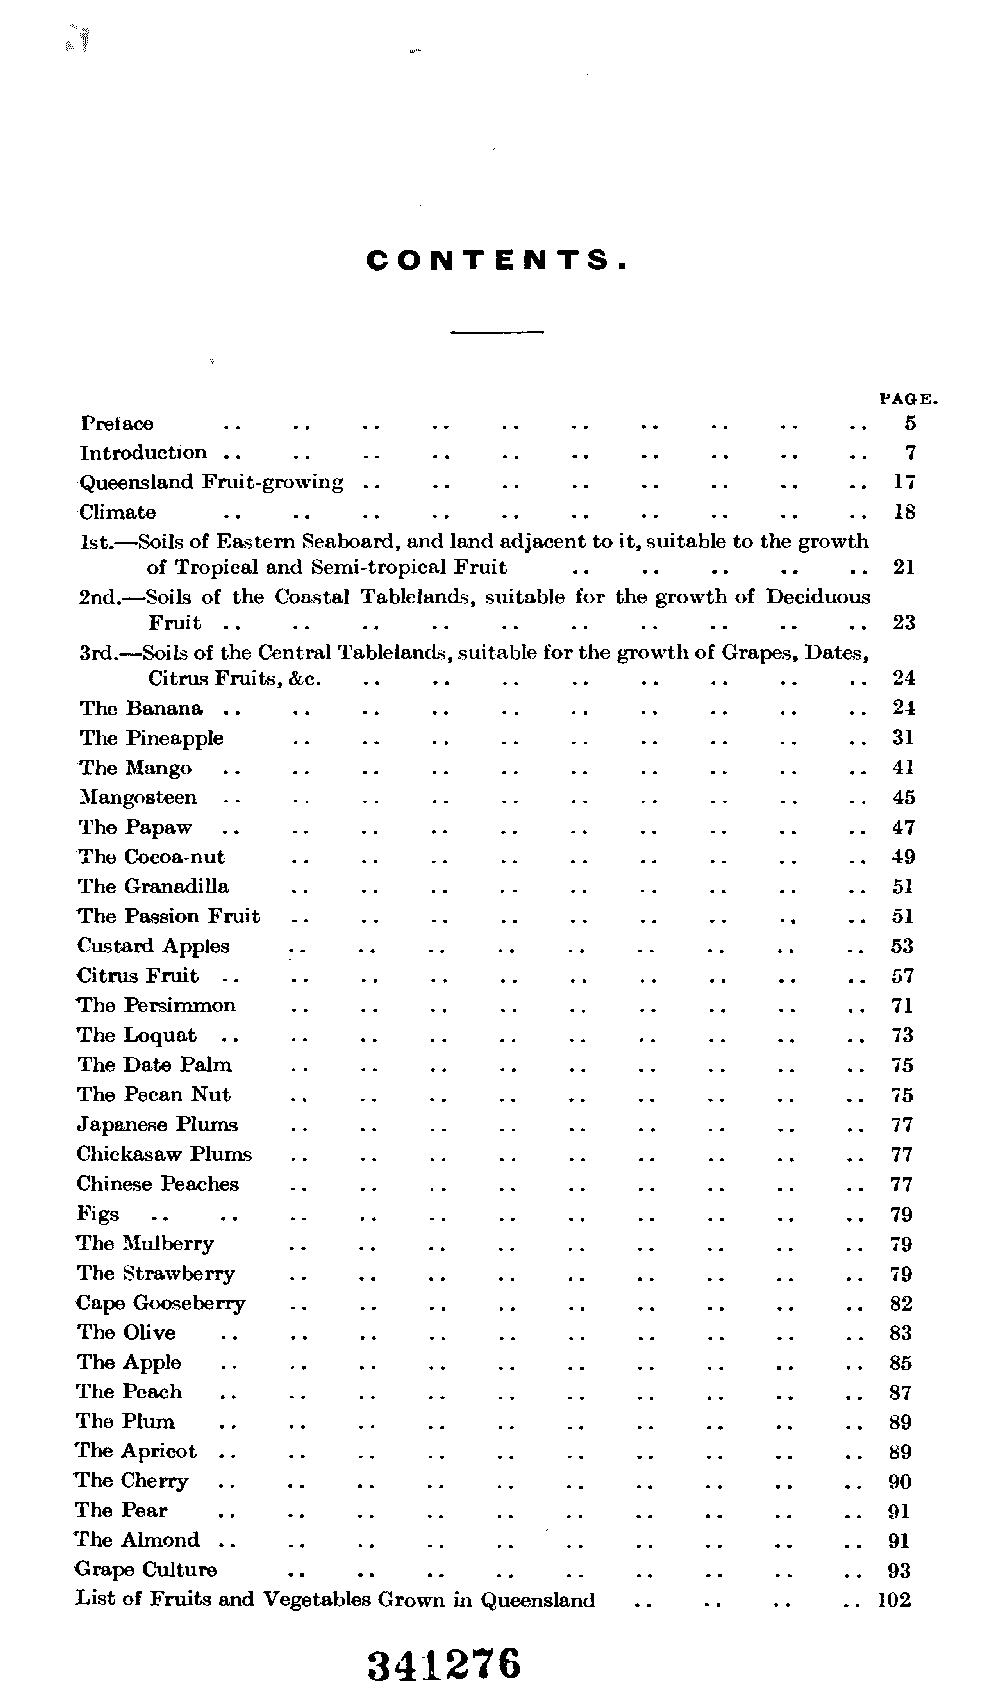 CONTENTS.
PAGE.
Preface .. .. .. .. .. .. .. .. .. .. 5
Introduction .. .. .. .. .. .. .. .. .. .. 7
Queensland Fruit-growing .. .. .. .. .. .. .. .. 17
Climate .. .. .. .. .. .. .. .. .. .. 18
1st.—Soils of Eastern Seaboard, and land adjacent to it, suitable to the growth
of Tropical and Semi-tropical Fruit .. .. .. .. .. 21
2nd.—Soils of the Coastal Tablelands, suitable for the growth of Deciduous
Fruit .. .. .. .. .. .. .. .. .. .. 23
3rd.—Soils of the Central Tablelands, suitable for the growth of Grapes, Dates,
Citrus Fruits, &c. .. .. .. .. .. .. .. .. 24
The Banana .. .. .. .. .. .. .. .. .. .. 24
The Pineapple .. .. .. .. .. .. .. .. .. 31
The Mango .. .. .. .. .. .. .. .. .. .. 41
Mangosteen .. .. .. .. .. .. .. .. .. .. 45
The Papaw .. .. .. .. .. .. .. .. .. .. 47
The Cocoa-nut .. .. .. .. .. .. .. .. .. 49
The Granadilla .. .. .. .. .. .. .. .. .. 51
The Passion Fruit .. .. .. .. .. .. .. .. .. 51
Custard Apples .. .. .. .. .. .. .. .. .. 53
Citrus Fruit .. .. .. .. .. .. .. .. .. .. 57
The Persimmon .. .. .. .. .. .. .. .. .. 71
The Loquat .. .. .. .. .. .. .. .. .. .. 73
The Date Palm .. .. .. .. .. .. .. .. .. 75
The Pecan Nut .. .. .. .. .. .. .. .. .. 75
Japanese Plums .. .. .. .. .. .. .. .. .. 77
Chickasaw Plums .. .. .. .. .. .. .. .. .. 77
Chinese Peaches .. .. .. .. .. .. .. .. .. 77
Figs .. .. .. .. .. .. .. .. .. .. .. 79
The Mulberry .. .. .. .. .. .. .. .. .. 79
The Strawberry .. .. .. .. .. .. .. .. .. 79
Cape Gooseberry .. .. .. .. .. .. .. .. .. 82
The Olive .. .. .. .. .. .. .. .. .. .. 83
The Apple .. .. .. .. .. .. .. .. .. .. 85
The Peach .. .. .. .. .. .. .. .. .. .. 87
The Plum .. .. .. .. .. .. .. .. .. .. 89
The Apricot .. .. .. .. .. .. .. .. .. .. 89
The Cherry .. .. .. .. .. .. .. .. .. .. 90
The Pear .. .. .. .. .. .. .. .. .. .. 91
The Almond .. .. .. .. .. .. .. .. .. .. 91
Grape Culture .. .. .. .. .. .. .. .. .. 93
List of Fruits and Vegetables Grown in Queensland .. .. .. .. 102
341276